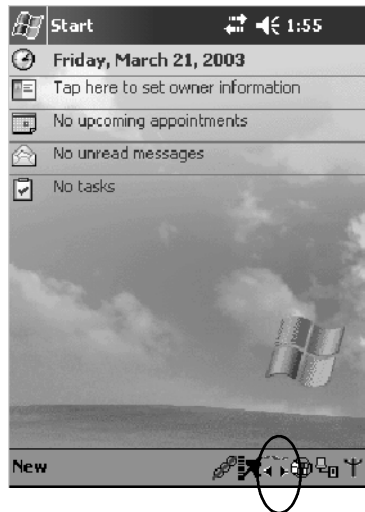 Start 1:55
Friday, March 21, 2003
Tap here to set owner information
No upcoming appointments
No unread messages
No tasks
New